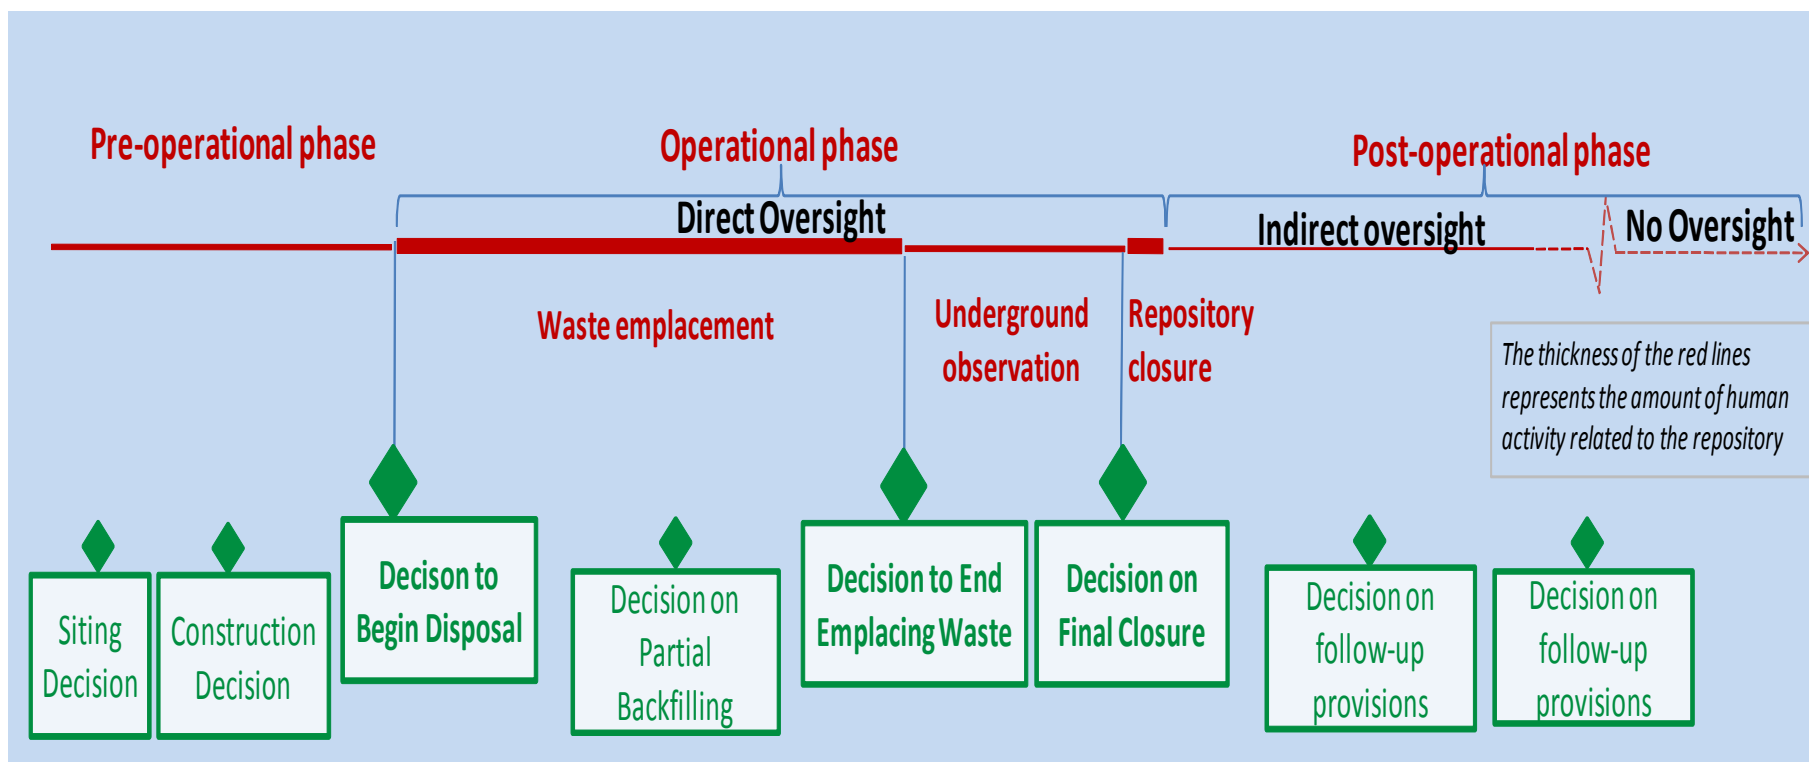 Pre-operational phase
Operational phase
Post-operational phase
Direct Oversight
Indirect oversight
No Oversight
Waste emplacement
Underground
observation
Repository
closure
The thickness of the red lines
represents the amount of human
activity related to the repository
Siting
Decision
Construction
Decision
Decison to
Begin Disposal
Decision on
Partial
Backfilling
Decision to End
Emplacing Waste
Decision on
Final Closure
Decision on
follow-up
provisions
Decision on
follow-up
provisions